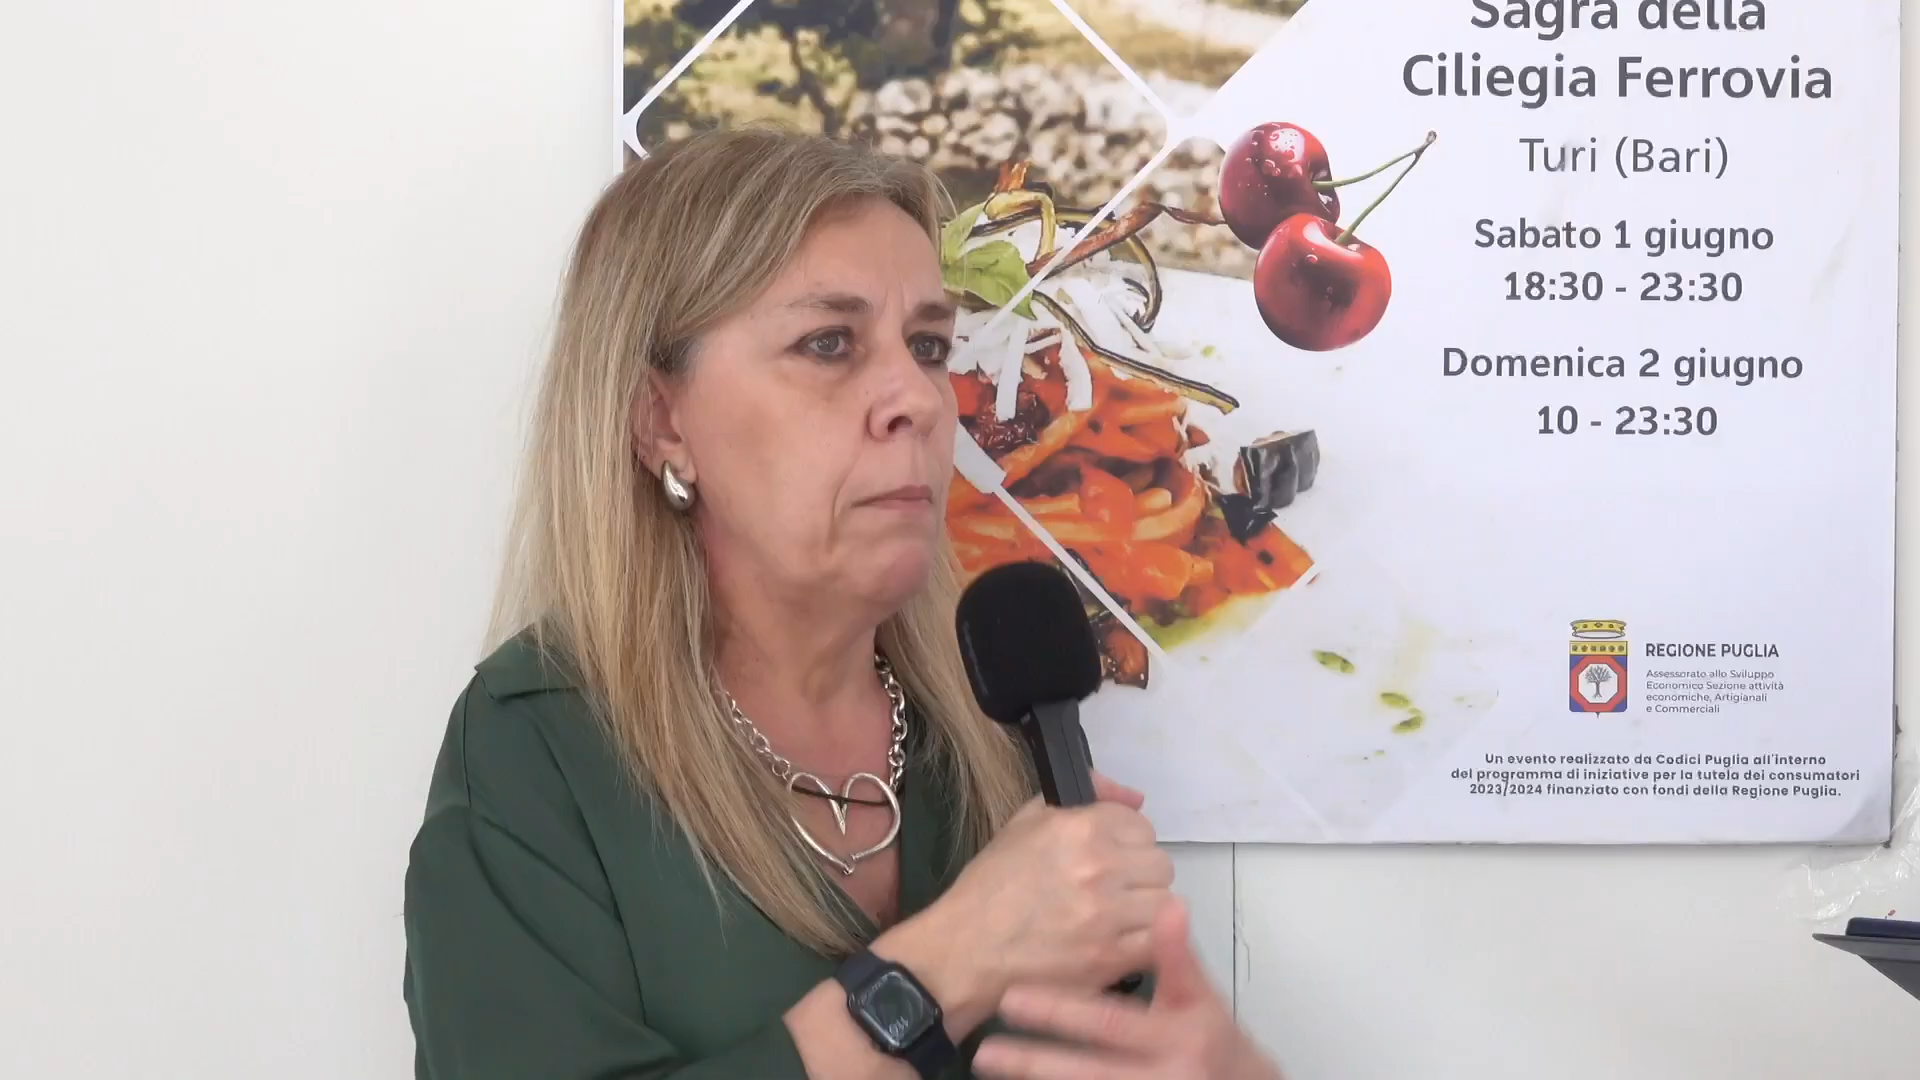 Sagra della
Ciliegia Ferrovia
Turi (Bari)
Sabato 1 giugno
18:30 - 23:30
Domenica 2 giugno
10 - 23:30
REGIONE PUGLIA
Assessorato allo Sviluppo
Economico Sezione attività
economiche, Artigianali
e Commerciali
Un evento realizzato da Codici Puglia all'interno
del programma di iniziative per la tutela dei consumatori
2023/2024 finanziato con fondi della Regione Puglia.